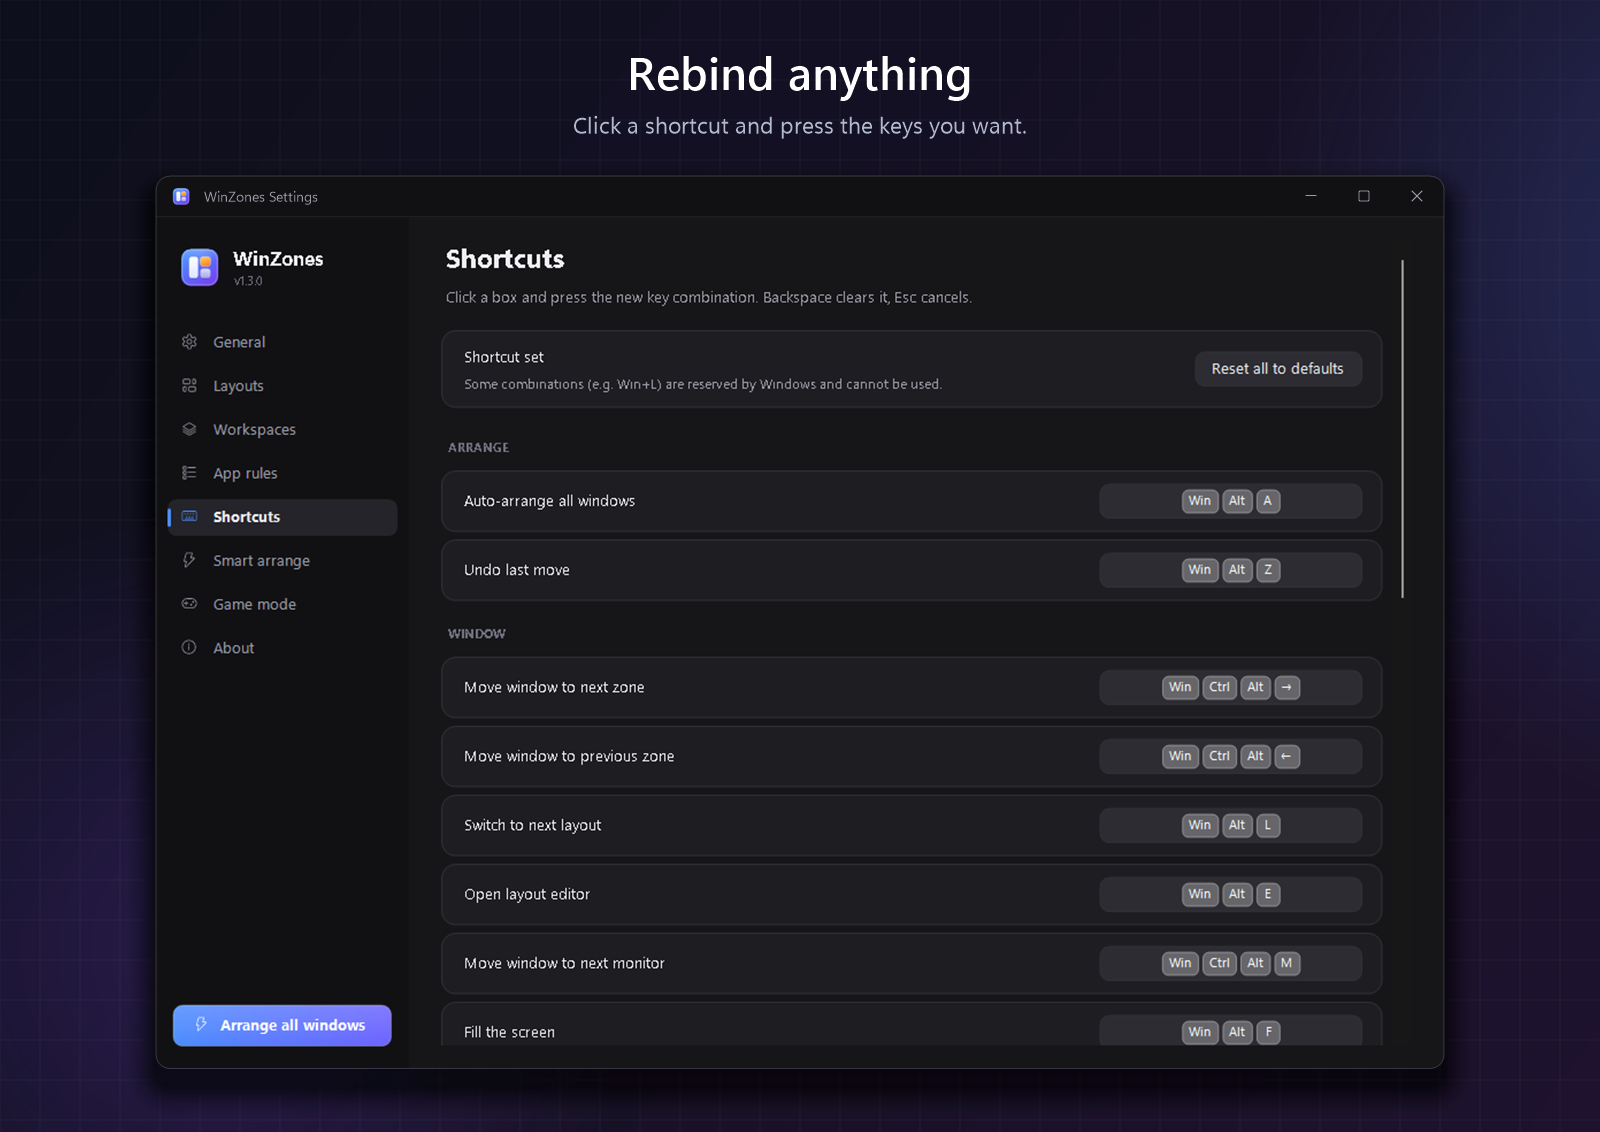 Rebind anything
Click a shortcut and press the keys you want.
WinZones Settings
WinZones
v1.3.0
General
Layouts
Workspaces
App rules
Shortcuts
Smart arrange
Game mode
About
Arrange all windows
Shortcuts
Click a box and press the new key combination. Backspace clears it, Esc cancels.
Shortcut set
Some combinations (e.g. Win+L) are reserved by Windows and cannot be used.
Reset all to defaults
ARRANGE
Auto-arrange all windows Win Alt A
Undo last move Win Alt Z
WINDOW
Move window to next zone Win Ctrl Alt →
Move window to previous zone Win Ctrl Alt ←
Switch to next layout Win Alt L
Open layout editor Win Alt E
Move window to next monitor Win Ctrl Alt M
Fill the screen Win Alt F